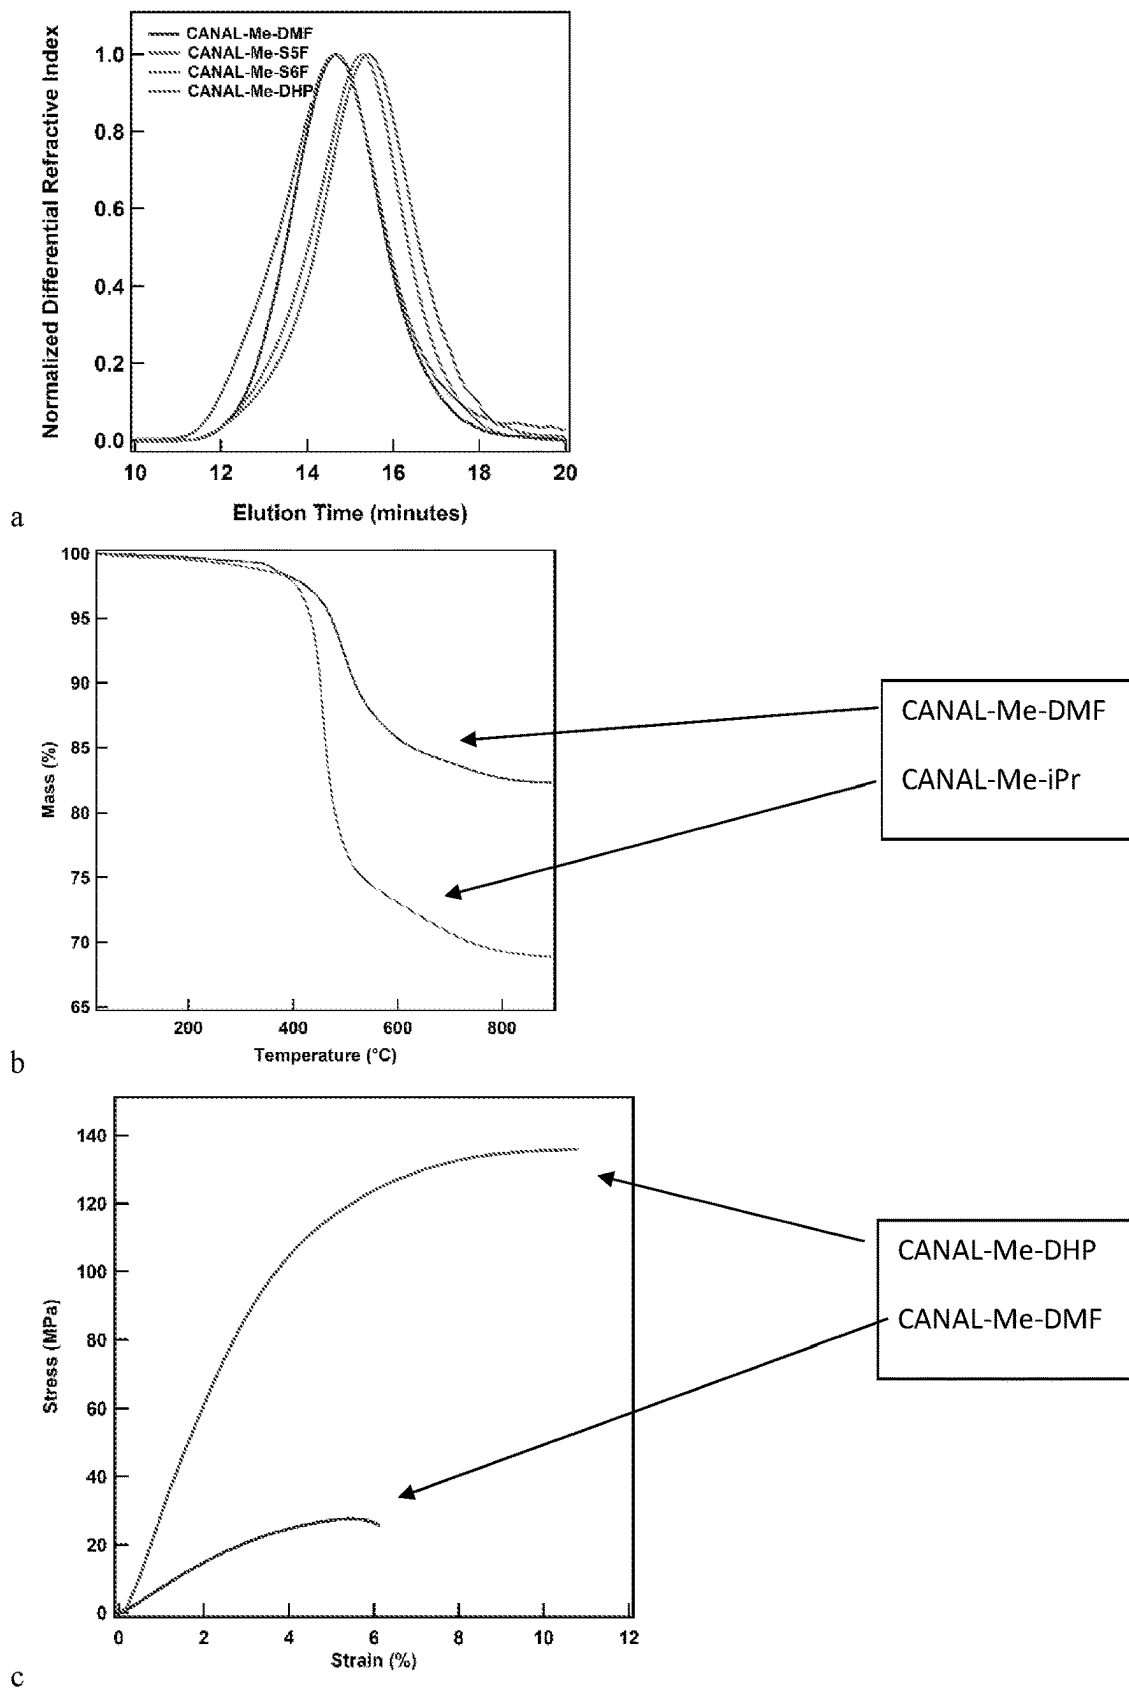 Normalized Differential Refractive Index
CANAL-Me-DMF
CANAL-Me-S5F
CANAL-Me-S6F
CANAL-Me-DHP
1.0
0.8
0.6
0.4
0.2
0.0
10 12 14 16 18 20
Elution Time (minutes)
a
Mass (%)
100
95
90
85
80
75
70
65
200 400 600 800
Temperature (°C)
CANAL-Me-DMF
CANAL-Me-iPr
b
Stress (MPa)
140
120
100
80
60
40
20
0
0 2 4 6 8 10 12
Strain (%)
CANAL-Me-DHP
CANAL-Me-DMF
c